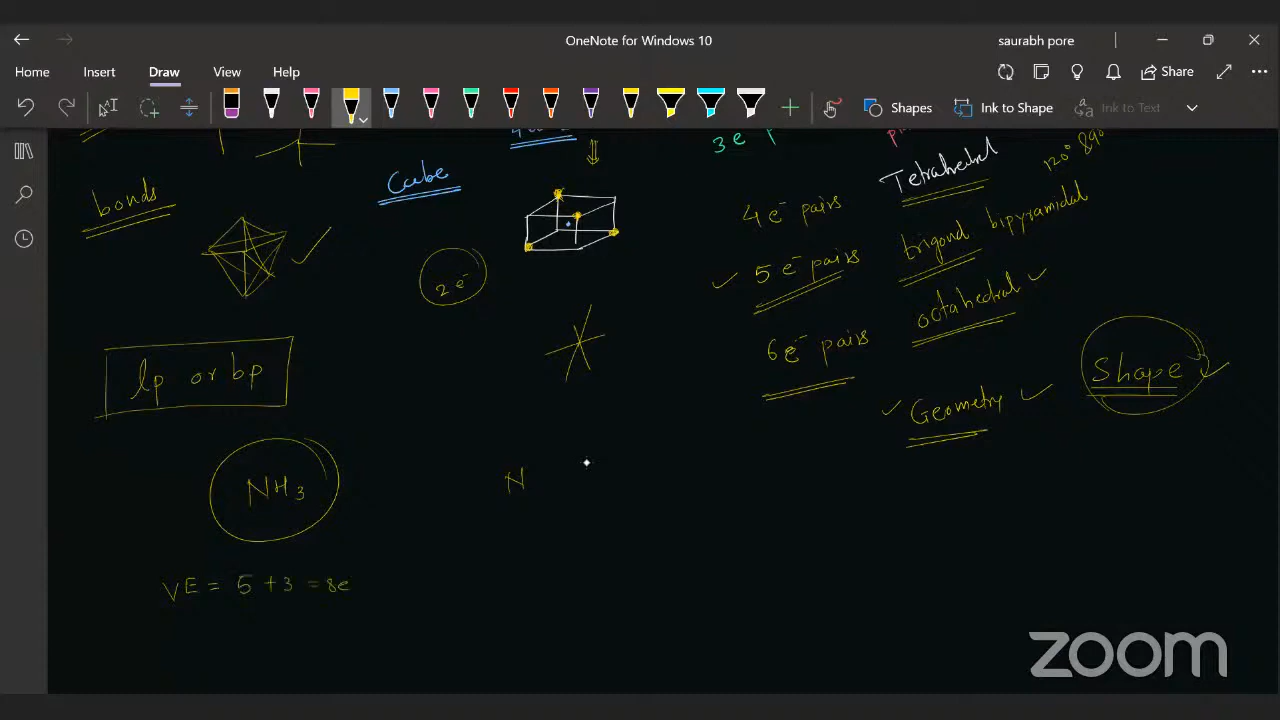 OneNote for Windows 10
saurabh pore
Home Insert Draw View Help
Share
Shapes
Ink to Shape
Ink to Text
3 e p
120° & 90°
bonds
Cube
Tetrahedral
4 e⁻ pairs
trigonal bipyramidal
5 e⁻ pairs
2 e⁻
octahedral
6 e⁻ pairs
lp or bp
Shape
Geometry
NH₃
N
VE = 5 + 3 = 8e
zoom